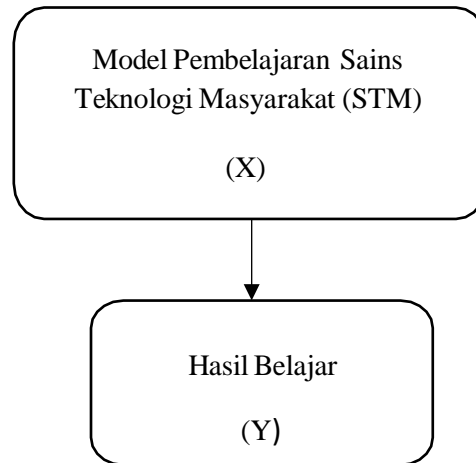 Model Pembelajaran Sains
Teknologi Masyarakat (STM)
(X)
Hasil Belajar
(Y)